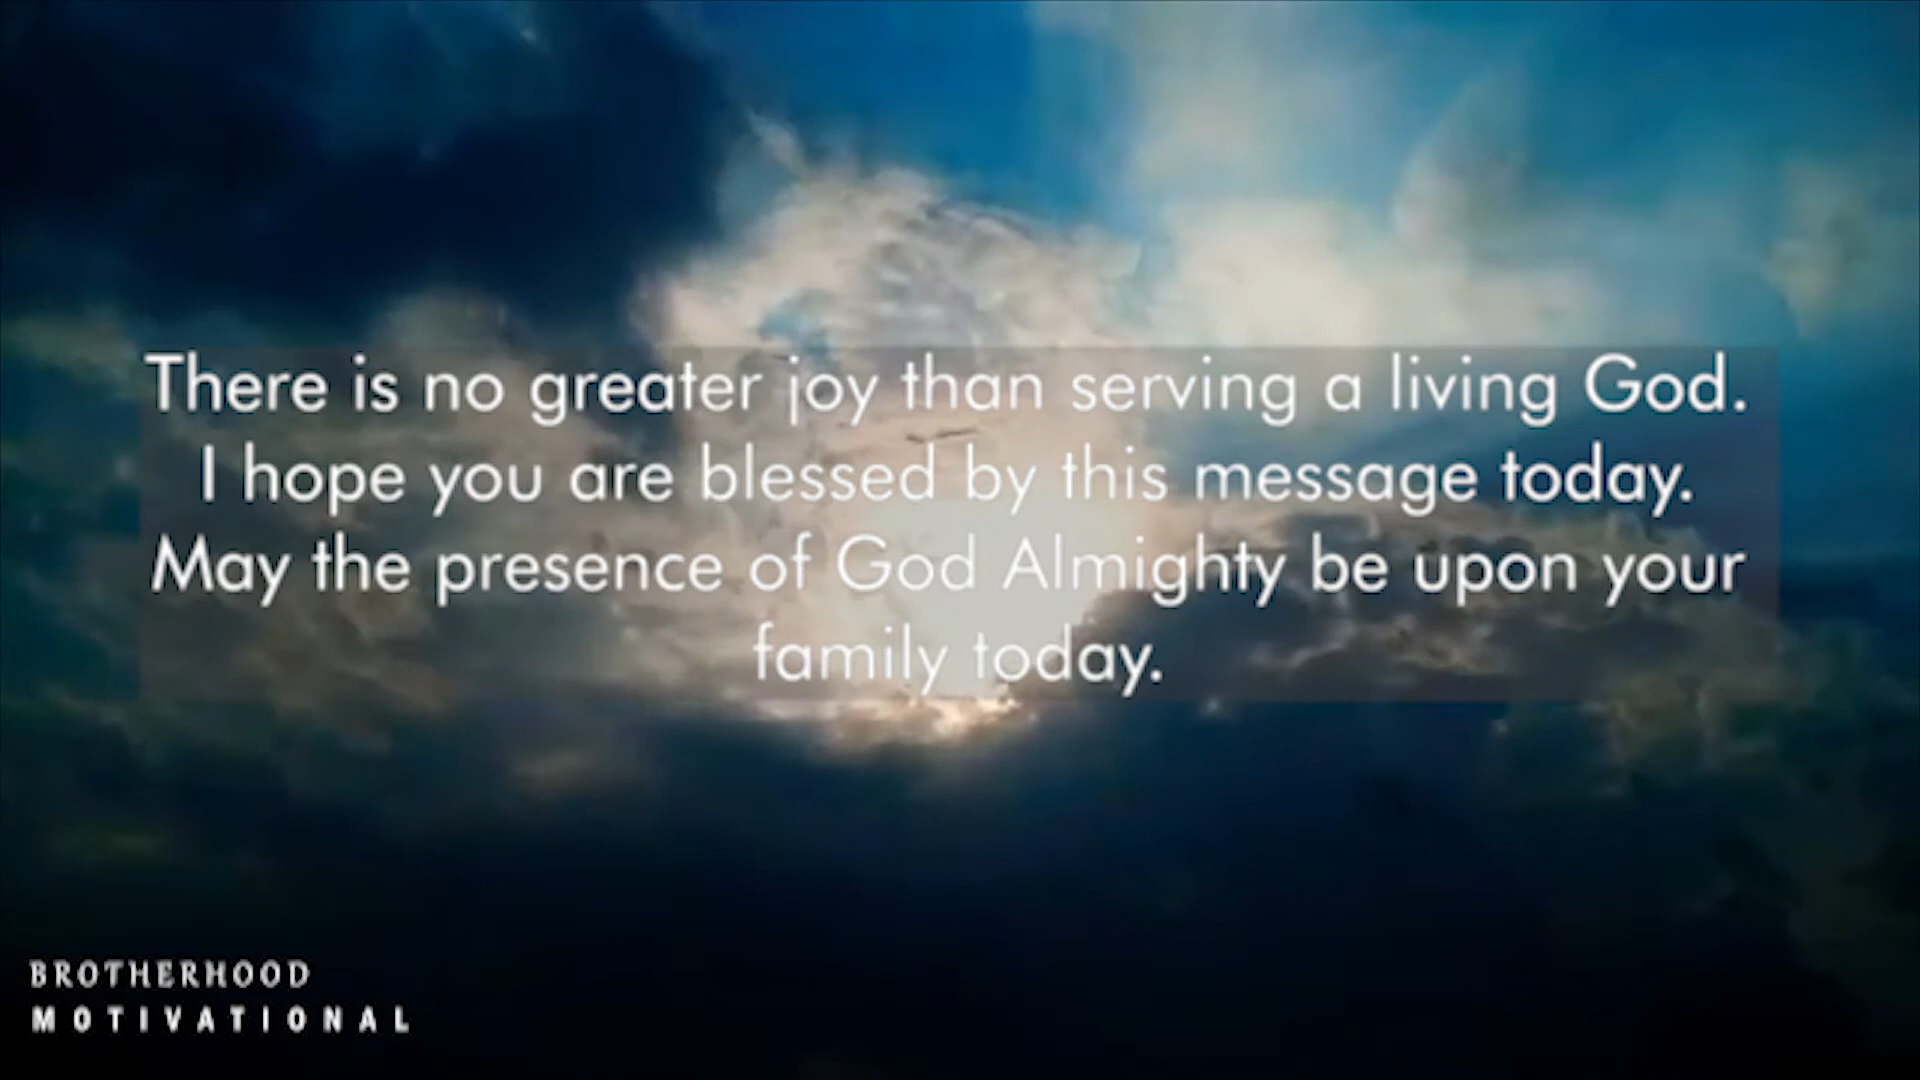 There is no greater joy than serving a living God.
I hope you are blessed by this message today.
May the presence of God Almighty be upon your
family today.
BROTHERHOOD
MOTIVATIONAL